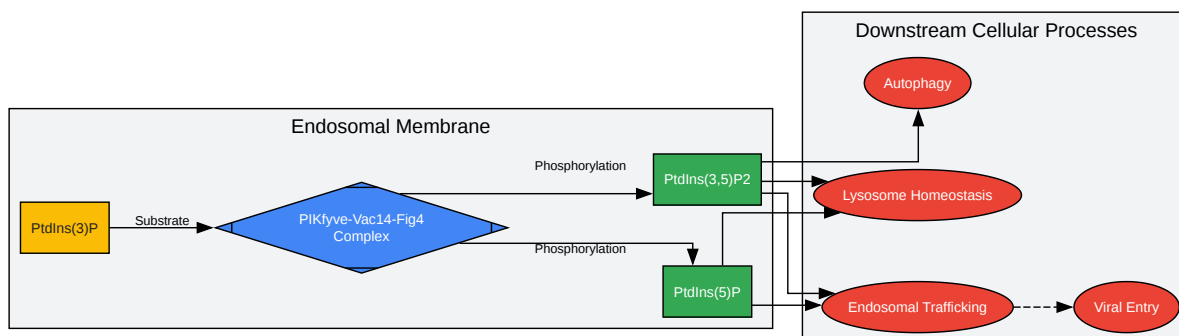 Downstream Cellular Processes
Autophagy
Endosomal Membrane
Phosphorylation
PtdIns(3,5)P2
Lysosome Homeostasis
PtdIns(3)P
Substrate
PIKfyve-Vac14-Fig4
Complex
Phosphorylation
PtdIns(5)P
Endosomal Trafficking
Viral Entry